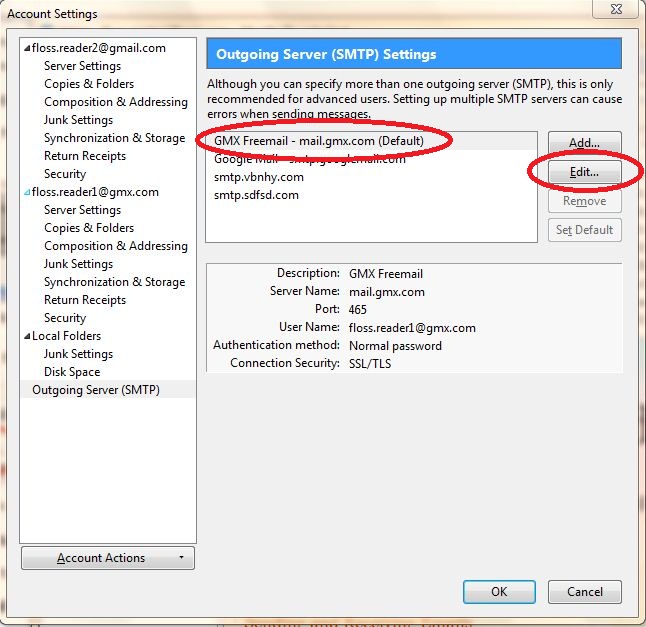 Account Settings
floss.reader2@gmail.com
Server Settings
Copies & Folders
Composition & Addressing
Junk Settings
Synchronization & Storage
Return Receipts
Security
floss.reader1@gmx.com
Server Settings
Copies & Folders
Composition & Addressing
Junk Settings
Synchronization & Storage
Return Receipts
Security
Local Folders
Junk Settings
Disk Space
Outgoing Server (SMTP)
Account Actions
Outgoing Server (SMTP) Settings
Although you can specify more than one outgoing server (SMTP), this is only
recommended for advanced users. Setting up multiple SMTP servers can cause
errors when sending messages.
GMX Freemail - mail.gmx.com (Default)
Google Mail - smtp.googlemail.com
smtp.vbnhy.com
smtp.sdfsd.com
Add...
Edit...
Remove
Set Default
Description: GMX Freemail
Server Name: mail.gmx.com
Port: 465
User Name: floss.reader1@gmx.com
Authentication method: Normal password
Connection Security: SSL/TLS
OK
Cancel